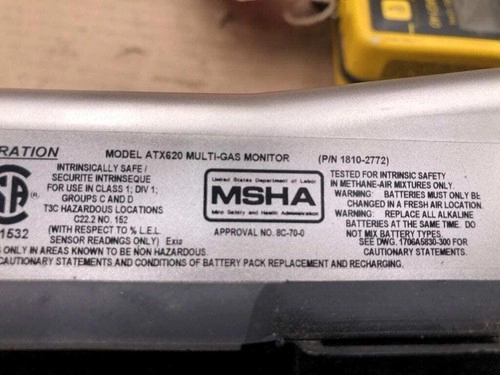 RATION MODEL ATX620 MULTI-GAS MONITOR (P/N 1810-2772)
INTRINSICALLY SAFE /
SECURITE INTRINSEQUE
FOR USE IN CLASS 1; DIV 1;
GROUPS C AND D
T3C HAZARDOUS LOCATIONS
C22.2 NO. 152
(WITH RESPECT TO % L.E.L.
SENSOR READINGS ONLY) Exia
SA
1532
United States Department of Labor
MSHA
Mine Safety and Health Administration
APPROVAL NO. 8C-70-0
TESTED FOR INTRINSIC SAFETY
IN METHANE-AIR MIXTURES ONLY.
WARNING: BATTERIES MUST ONLY BE
CHANGED IN A FRESH AIR LOCATION.
WARNING: REPLACE ALL ALKALINE
BATTERIES AT THE SAME TIME. DO
NOT MIX BATTERY TYPES.
SEE DWG. 1706A5830-300 FOR
CAUTIONARY STATEMENTS.
ONLY IN AREAS KNOWN TO BE NON HAZARDOUS.
CAUTIONARY STATEMENTS AND CONDITIONS OF BATTERY PACK REPLACEMENT AND RECHARGING.